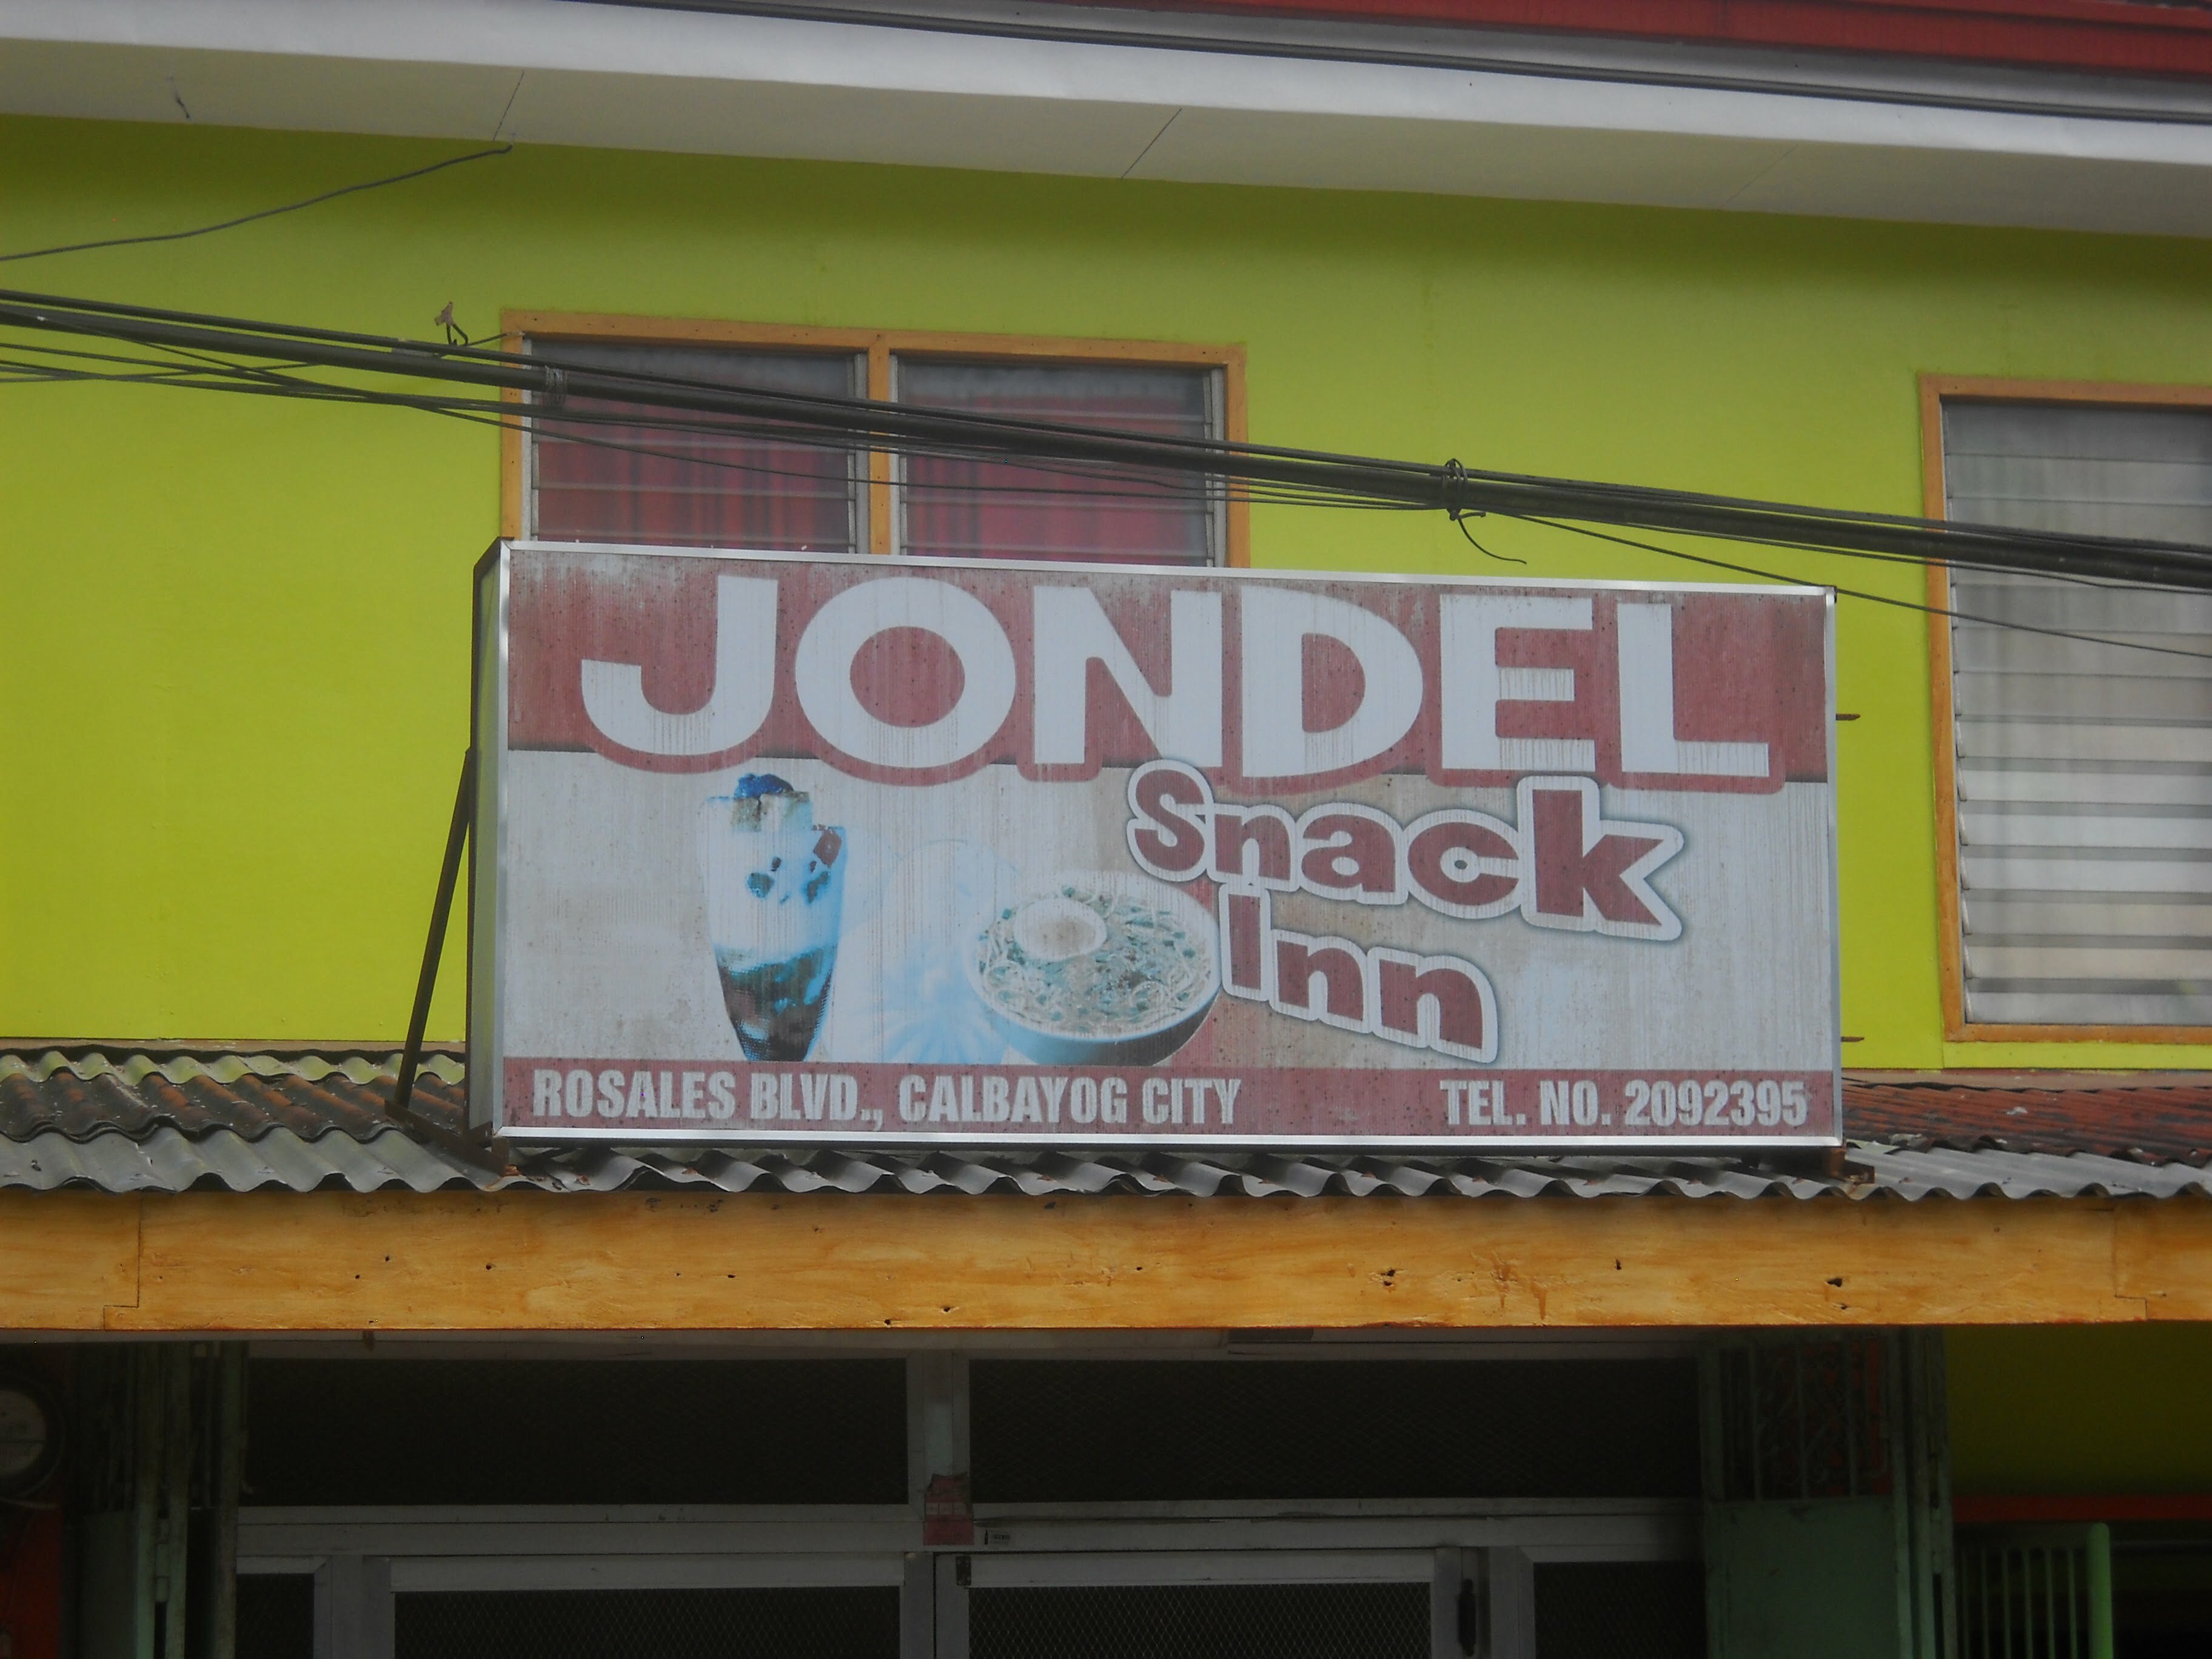 JONDEL
Snack
Inn
ROSALES BLVD., CALBAYOG CITY
TEL. NO. 2092395